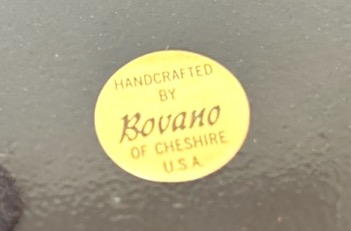 HANDCRAFTED
BY
Bovano
OF CHESHIRE
U.S.A.